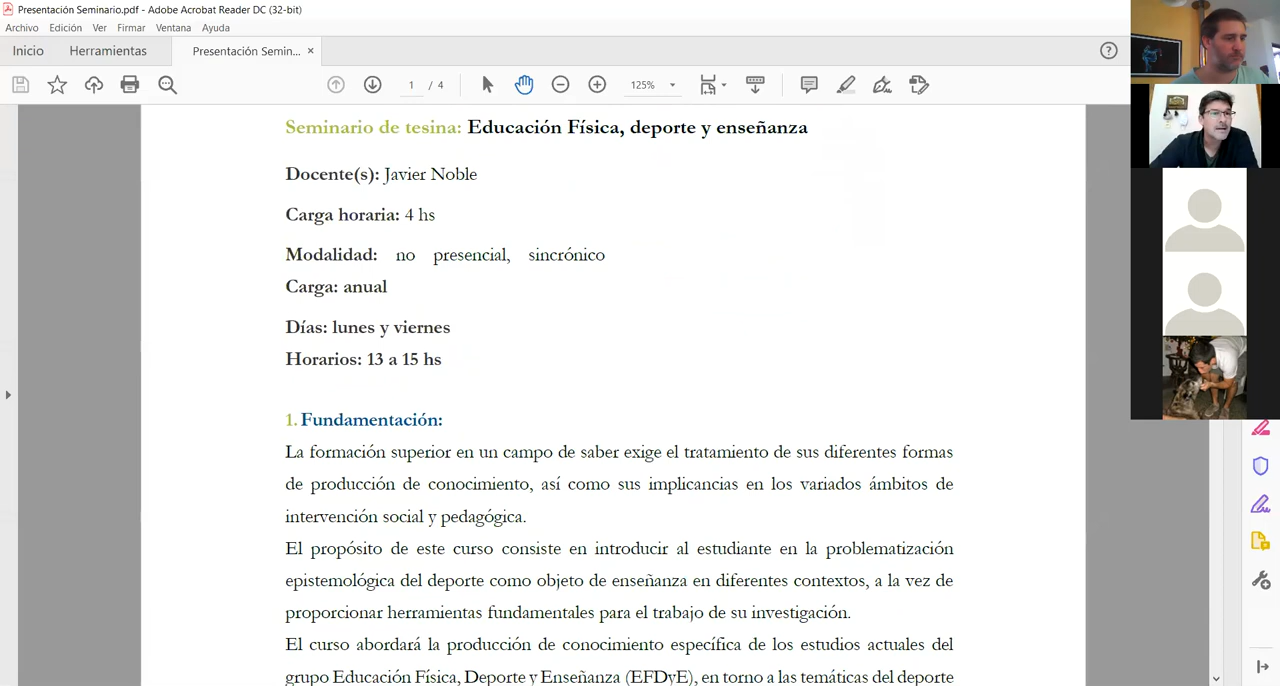 Presentación Seminario.pdf - Adobe Acrobat Reader DC (32-bit)
Archivo Edición Ver Firmar Ventana Ayuda
Inicio Herramientas Presentación Semin... ×
1 / 4 125%
Seminario de tesina: Educación Física, deporte y enseñanza
Docente(s): Javier Noble
Carga horaria: 4 hs
Modalidad: no presencial, sincrónico
Carga: anual
Días: lunes y viernes
Horarios: 13 a 15 hs
1. Fundamentación:
La formación superior en un campo de saber exige el tratamiento de sus diferentes formas
de producción de conocimiento, así como sus implicancias en los variados ámbitos de
intervención social y pedagógica.
El propósito de este curso consiste en introducir al estudiante en la problematización
epistemológica del deporte como objeto de enseñanza en diferentes contextos, a la vez de
proporcionar herramientas fundamentales para el trabajo de su investigación.
El curso abordará la producción de conocimiento específica de los estudios actuales del
grupo Educación Física, Deporte y Enseñanza (EFDyE), en torno a las temáticas del deporte